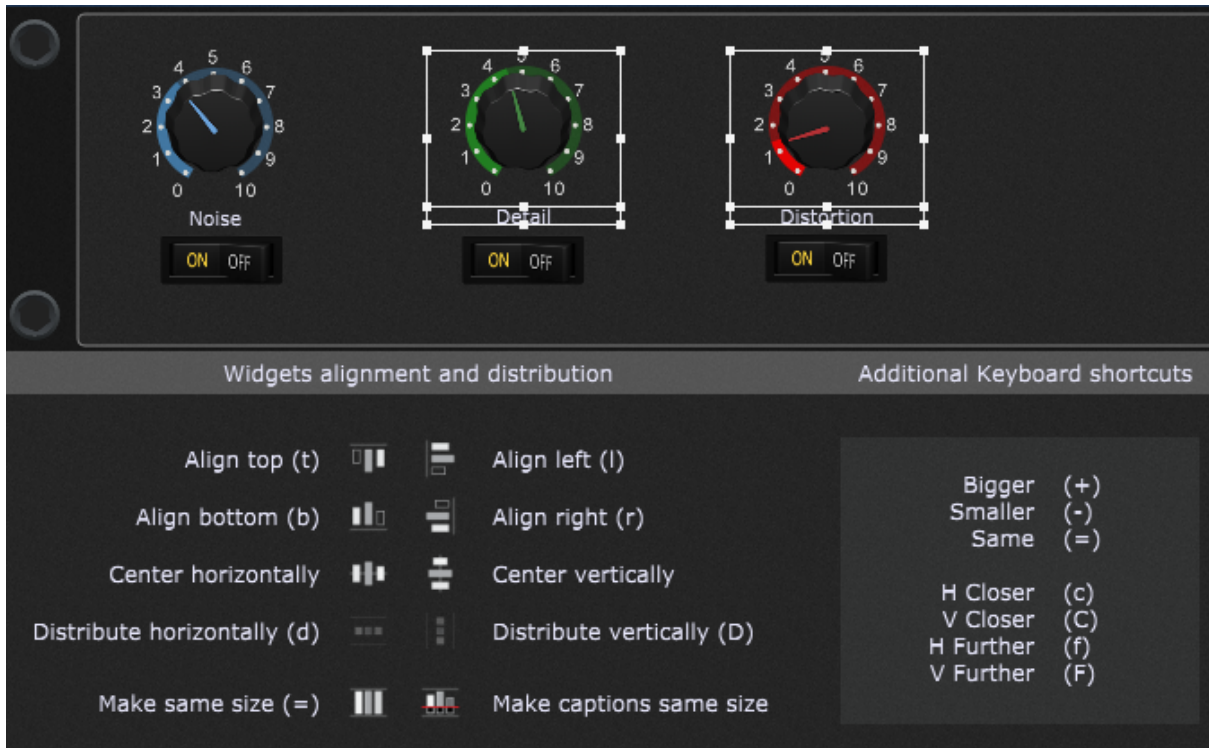 4 5 6
3 7
2 8
1 9
0 10
Noise
ON OFF
4 5 6
3 7
2 8
1 9
0 10
Detail
ON OFF
4 5 6
3 7
2 8
1 9
0 10
Distortion
ON OFF
Widgets alignment and distribution
Align top (t)
Align left (l)
Align bottom (b)
Align right (r)
Center horizontally
Center vertically
Distribute horizontally (d)
Distribute vertically (D)
Make same size (=)
Make captions same size
Additional Keyboard shortcuts
Bigger (+)
Smaller (-)
Same (=)
H Closer (c)
V Closer (C)
H Further (f)
V Further (F)